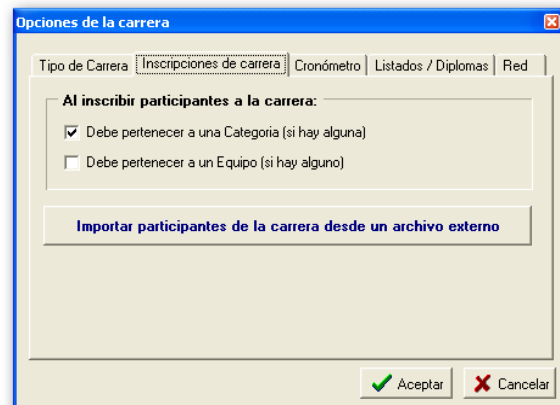 Opciones de la carrera
Tipo de Carrera Inscripciones de carrera Cronómetro Listados / Diplomas Red
Al inscribir participantes a la carrera:
Debe pertenecer a una Categoria (si hay alguna)
Debe pertenecer a un Equipo (si hay alguno)
Importar participantes de la carrera desde un archivo externo
Aceptar Cancelar